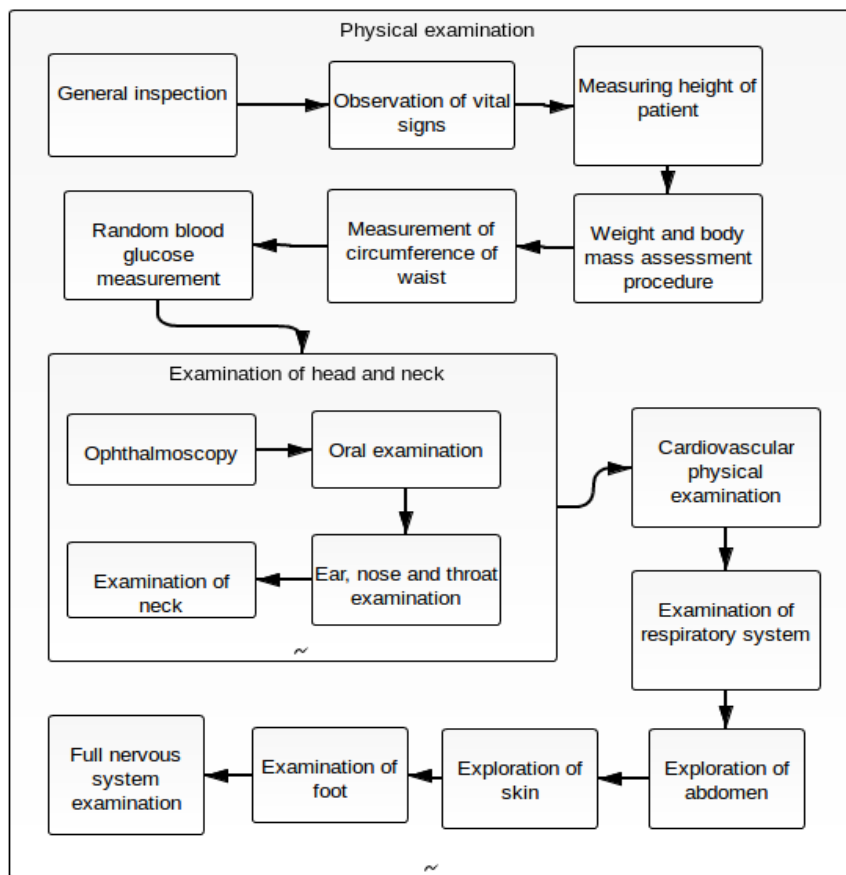 Physical examination
General inspection
Observation of vital
signs
Measuring height of
patient
Weight and body
mass assessment
procedure
Measurement of
circumference of
waist
Random blood
glucose
measurement
Examination of head and neck
Ophthalmoscopy
Oral examination
Ear, nose and throat
examination
Examination of
neck
~
Cardiovascular
physical
examination
Examination of
respiratory system
Exploration of
abdomen
Exploration of
skin
Examination of
foot
Full nervous
system
examination
~